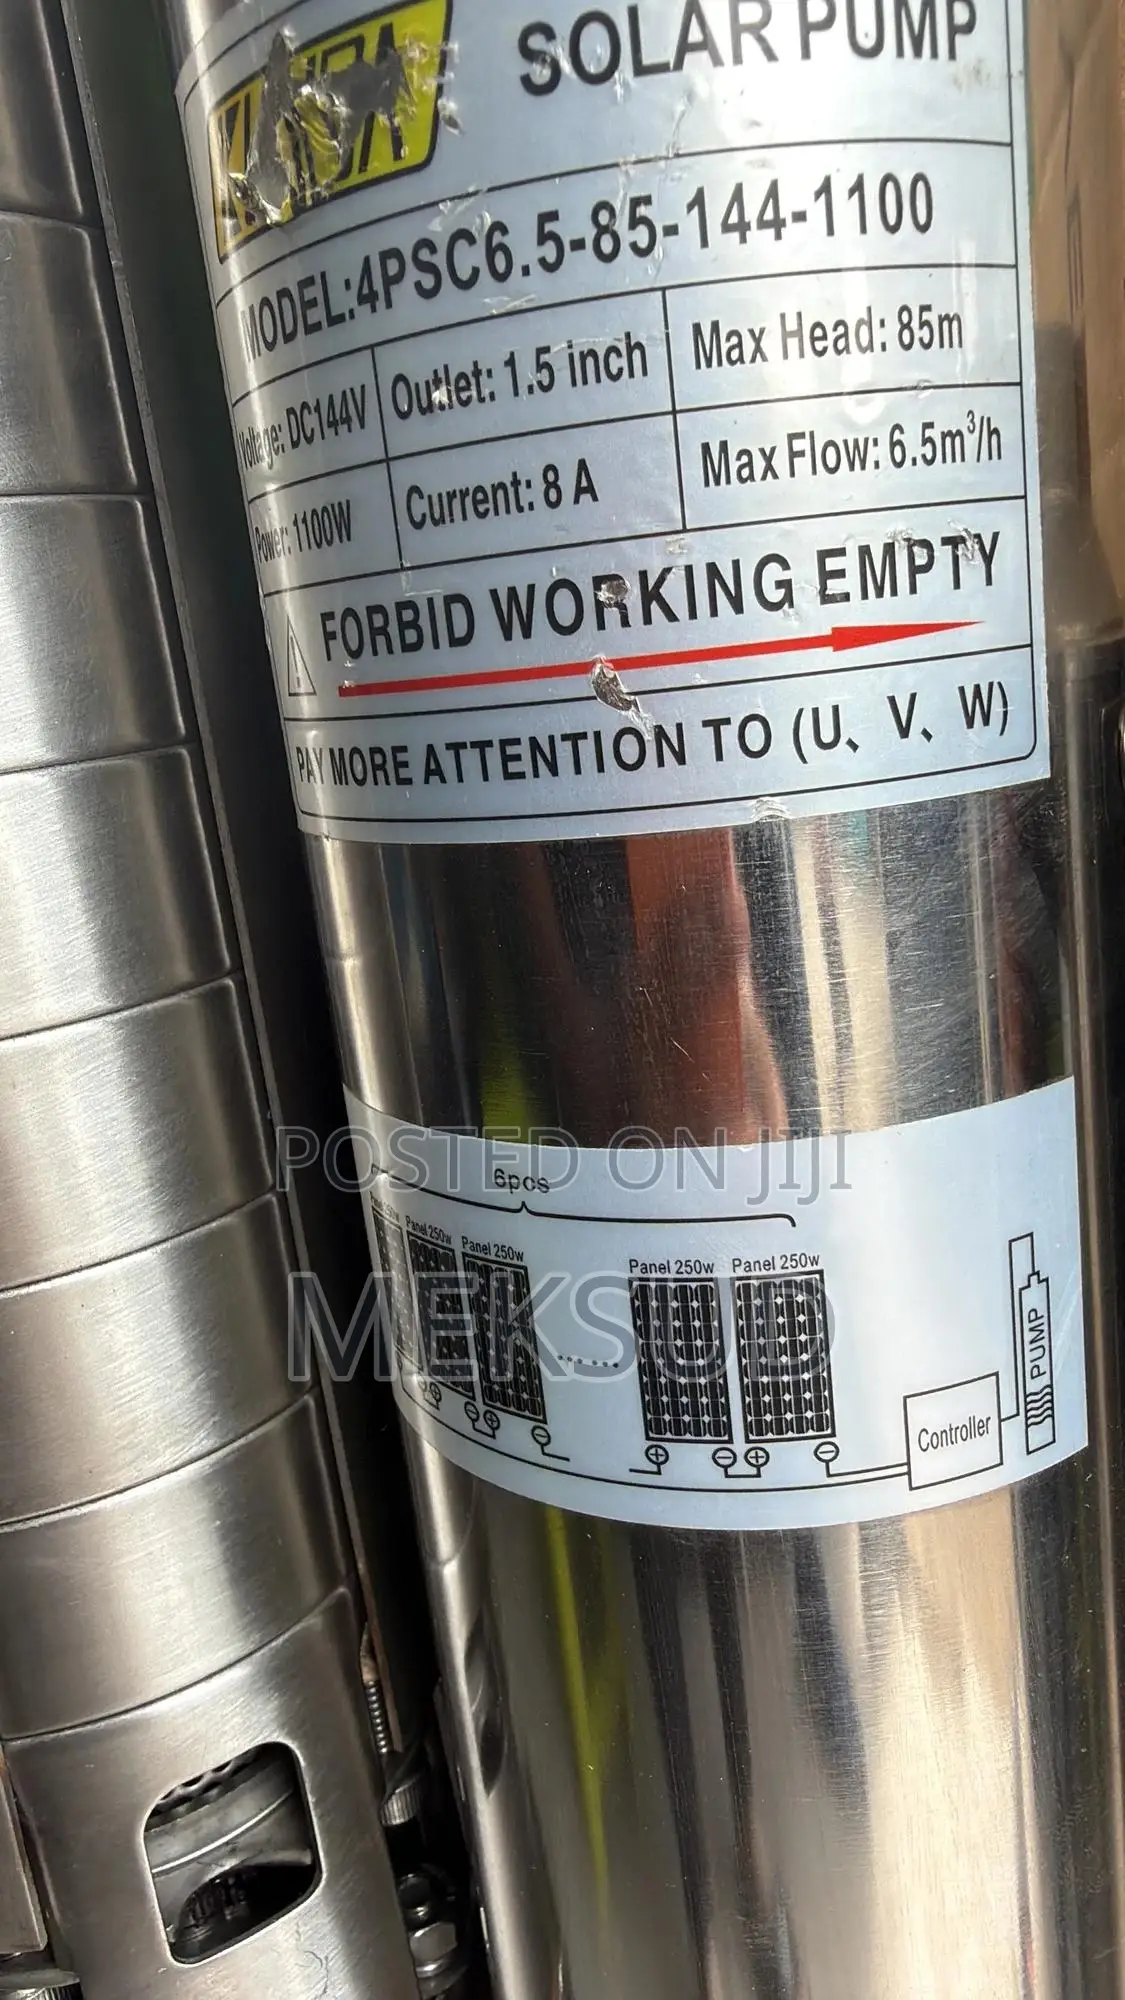 SOLAR PUMP
MODEL:4PSC6.5-85-144-1100
Voltage: DC144V Outlet: 1.5 inch Max Head: 85m
Power: 1100W Current: 8 A Max Flow: 6.5m³/h
FORBID WORKING EMPTY
PAY MORE ATTENTION TO (U、V、W)
POSTED ON JIJI
6pcs
Panel 250w Panel 250w Panel 250w Panel 250w Panel 250w
MEKSUD
PUMP
Controller